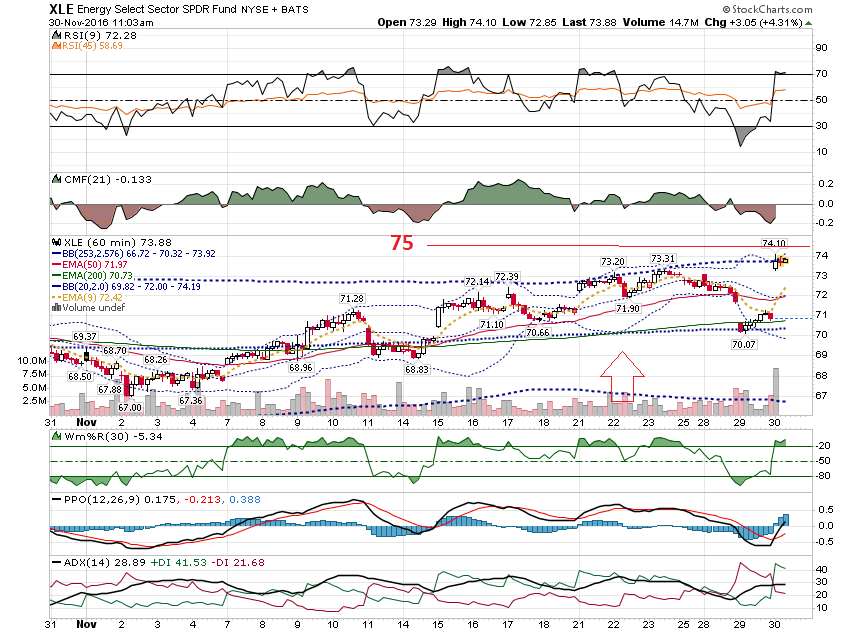 XLE Energy Select Sector SPDR Fund NYSE + BATS
© StockCharts.com
30-Nov-2016 11:03am
Open 73.29 High 74.10 Low 72.85 Last 73.88 Volume 14.7M Chg +3.05 (+4.31%)
RSI(9) 72.28
RSI(45) 58.69
90
70
50
30
10
CMF(21) -0.133
0.2
0.0
-0.2
XLE (60 min) 73.88
BB(253,2.576) 66.72 - 70.32 - 73.92
EMA(50) 71.97
EMA(200) 70.73
BB(20,2.0) 69.82 - 72.00 - 74.19
EMA(9) 72.42
Volume undef
75
74.10
73.31
73.20
72.39
72.14
71.90
71.28
71.10
70.66
70.07
69.37
68.96
68.83
68.70
68.26
68.50
67.88
67.36
67.00
74
73
72
71
70
69
68
67
10.0M
7.5M
5.0M
2.5M
31 Nov 2 3 4 7 8 9 10 11 14 15 16 17 18 21 22 23 25 28 29 30
Wm%R(30) -5.34
-20
-50
-80
PPO(12,26,9) 0.175, -0.213, 0.388
0.5
0.0
-0.5
ADX(14) 28.89 +DI 41.53 -DI 21.68
40
30
20
10
31 Nov 2 3 4 7 8 9 10 11 14 15 16 17 18 21 22 23 25 28 29 30